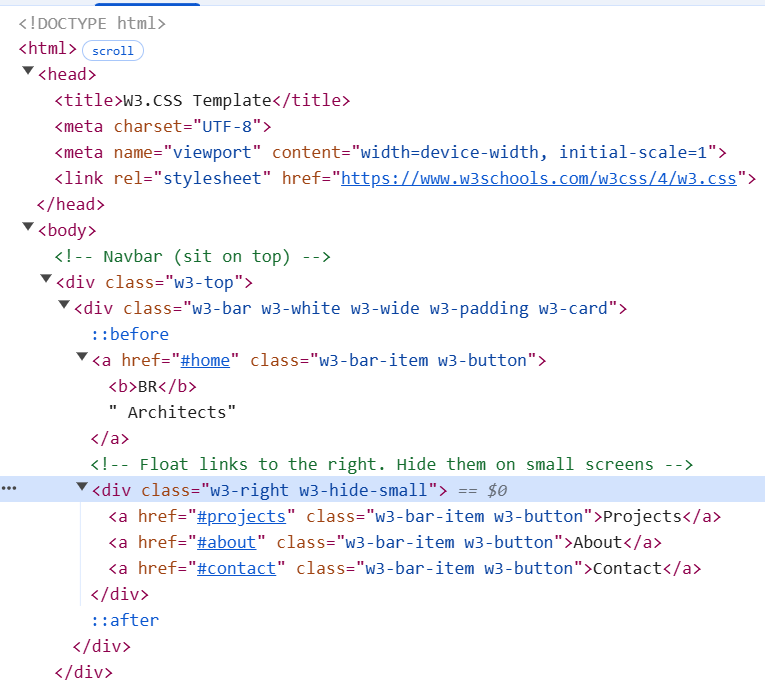 <!DOCTYPE html>
<html> scroll
<head>
<title>W3.CSS Template</title>
<meta charset="UTF-8">
<meta name="viewport" content="width=device-width, initial-scale=1">
<link rel="stylesheet" href="https://www.w3schools.com/w3css/4/w3.css">
</head>
<body>
<!-- Navbar (sit on top) -->
<div class="w3-top">
<div class="w3-bar w3-white w3-wide w3-padding w3-card">
::before
<a href="#home" class="w3-bar-item w3-button">
<b>BR</b>
" Architects"
</a>
<!-- Float links to the right. Hide them on small screens -->
<div class="w3-right w3-hide-small"> == $0
<a href="#projects" class="w3-bar-item w3-button">Projects</a>
<a href="#about" class="w3-bar-item w3-button">About</a>
<a href="#contact" class="w3-bar-item w3-button">Contact</a>
</div>
::after
</div>
</div>